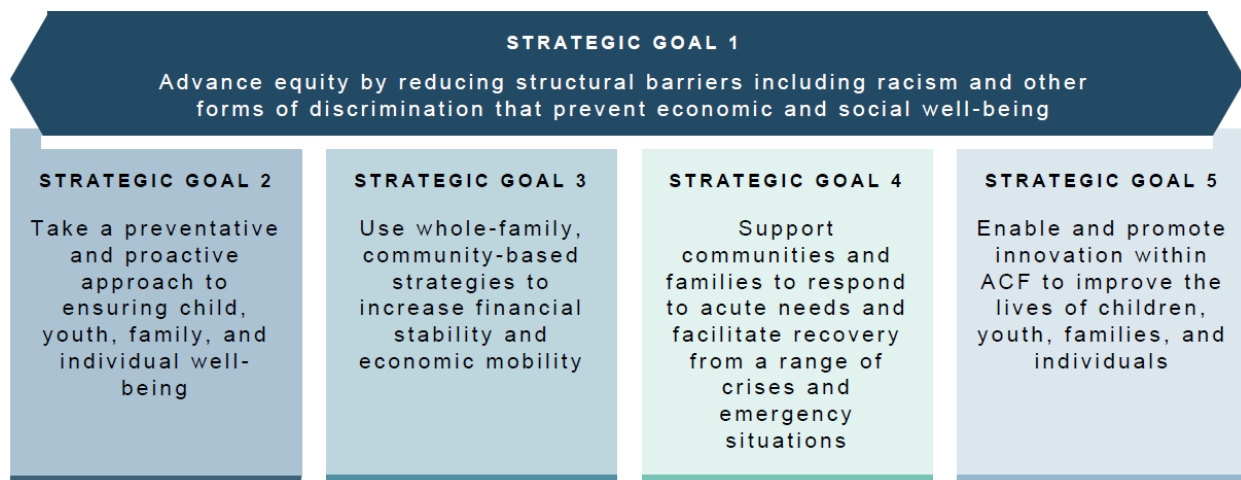 STRATEGIC GOAL 1
Advance equity by reducing structural barriers including racism and other
forms of discrimination that prevent economic and social well-being
STRATEGIC GOAL 2
Take a preventative
and proactive
approach to
ensuring child,
youth, family, and
individual well-
being
STRATEGIC GOAL 3
Use whole-family,
community-based
strategies to
increase financial
stability and
economic mobility
STRATEGIC GOAL 4
Support
communities and
families to respond
to acute needs and
facilitate recovery
from a range of
crises and
emergency
situations
STRATEGIC GOAL 5
Enable and promote
innovation within
ACF to improve the
lives of children,
youth, families, and
individuals